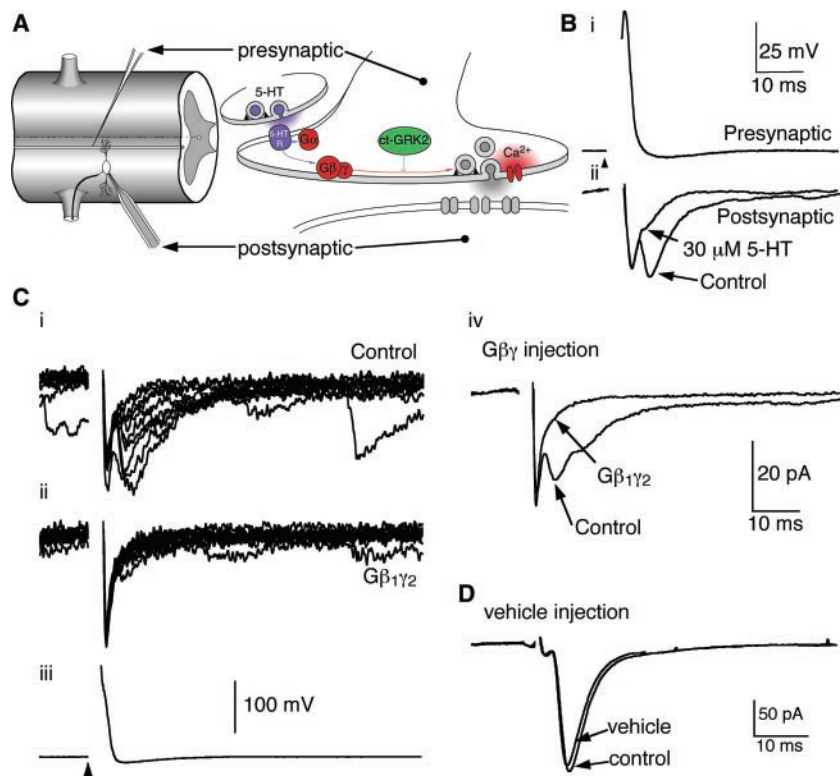 A
presynaptic
5-HT
5-HT
R
Gα
Gβ γ
ct-GRK2
Ca2+
postsynaptic
B i
25 mV
10 ms
Presynaptic
ii
Postsynaptic
30 µM 5-HT
Control
C
i
Control
ii
Gβ1γ2
iii
100 mV
iv
Gβγ injection
Gβ1γ2
Control
20 pA
10 ms
D
vehicle injection
vehicle
control
50 pA
10 ms